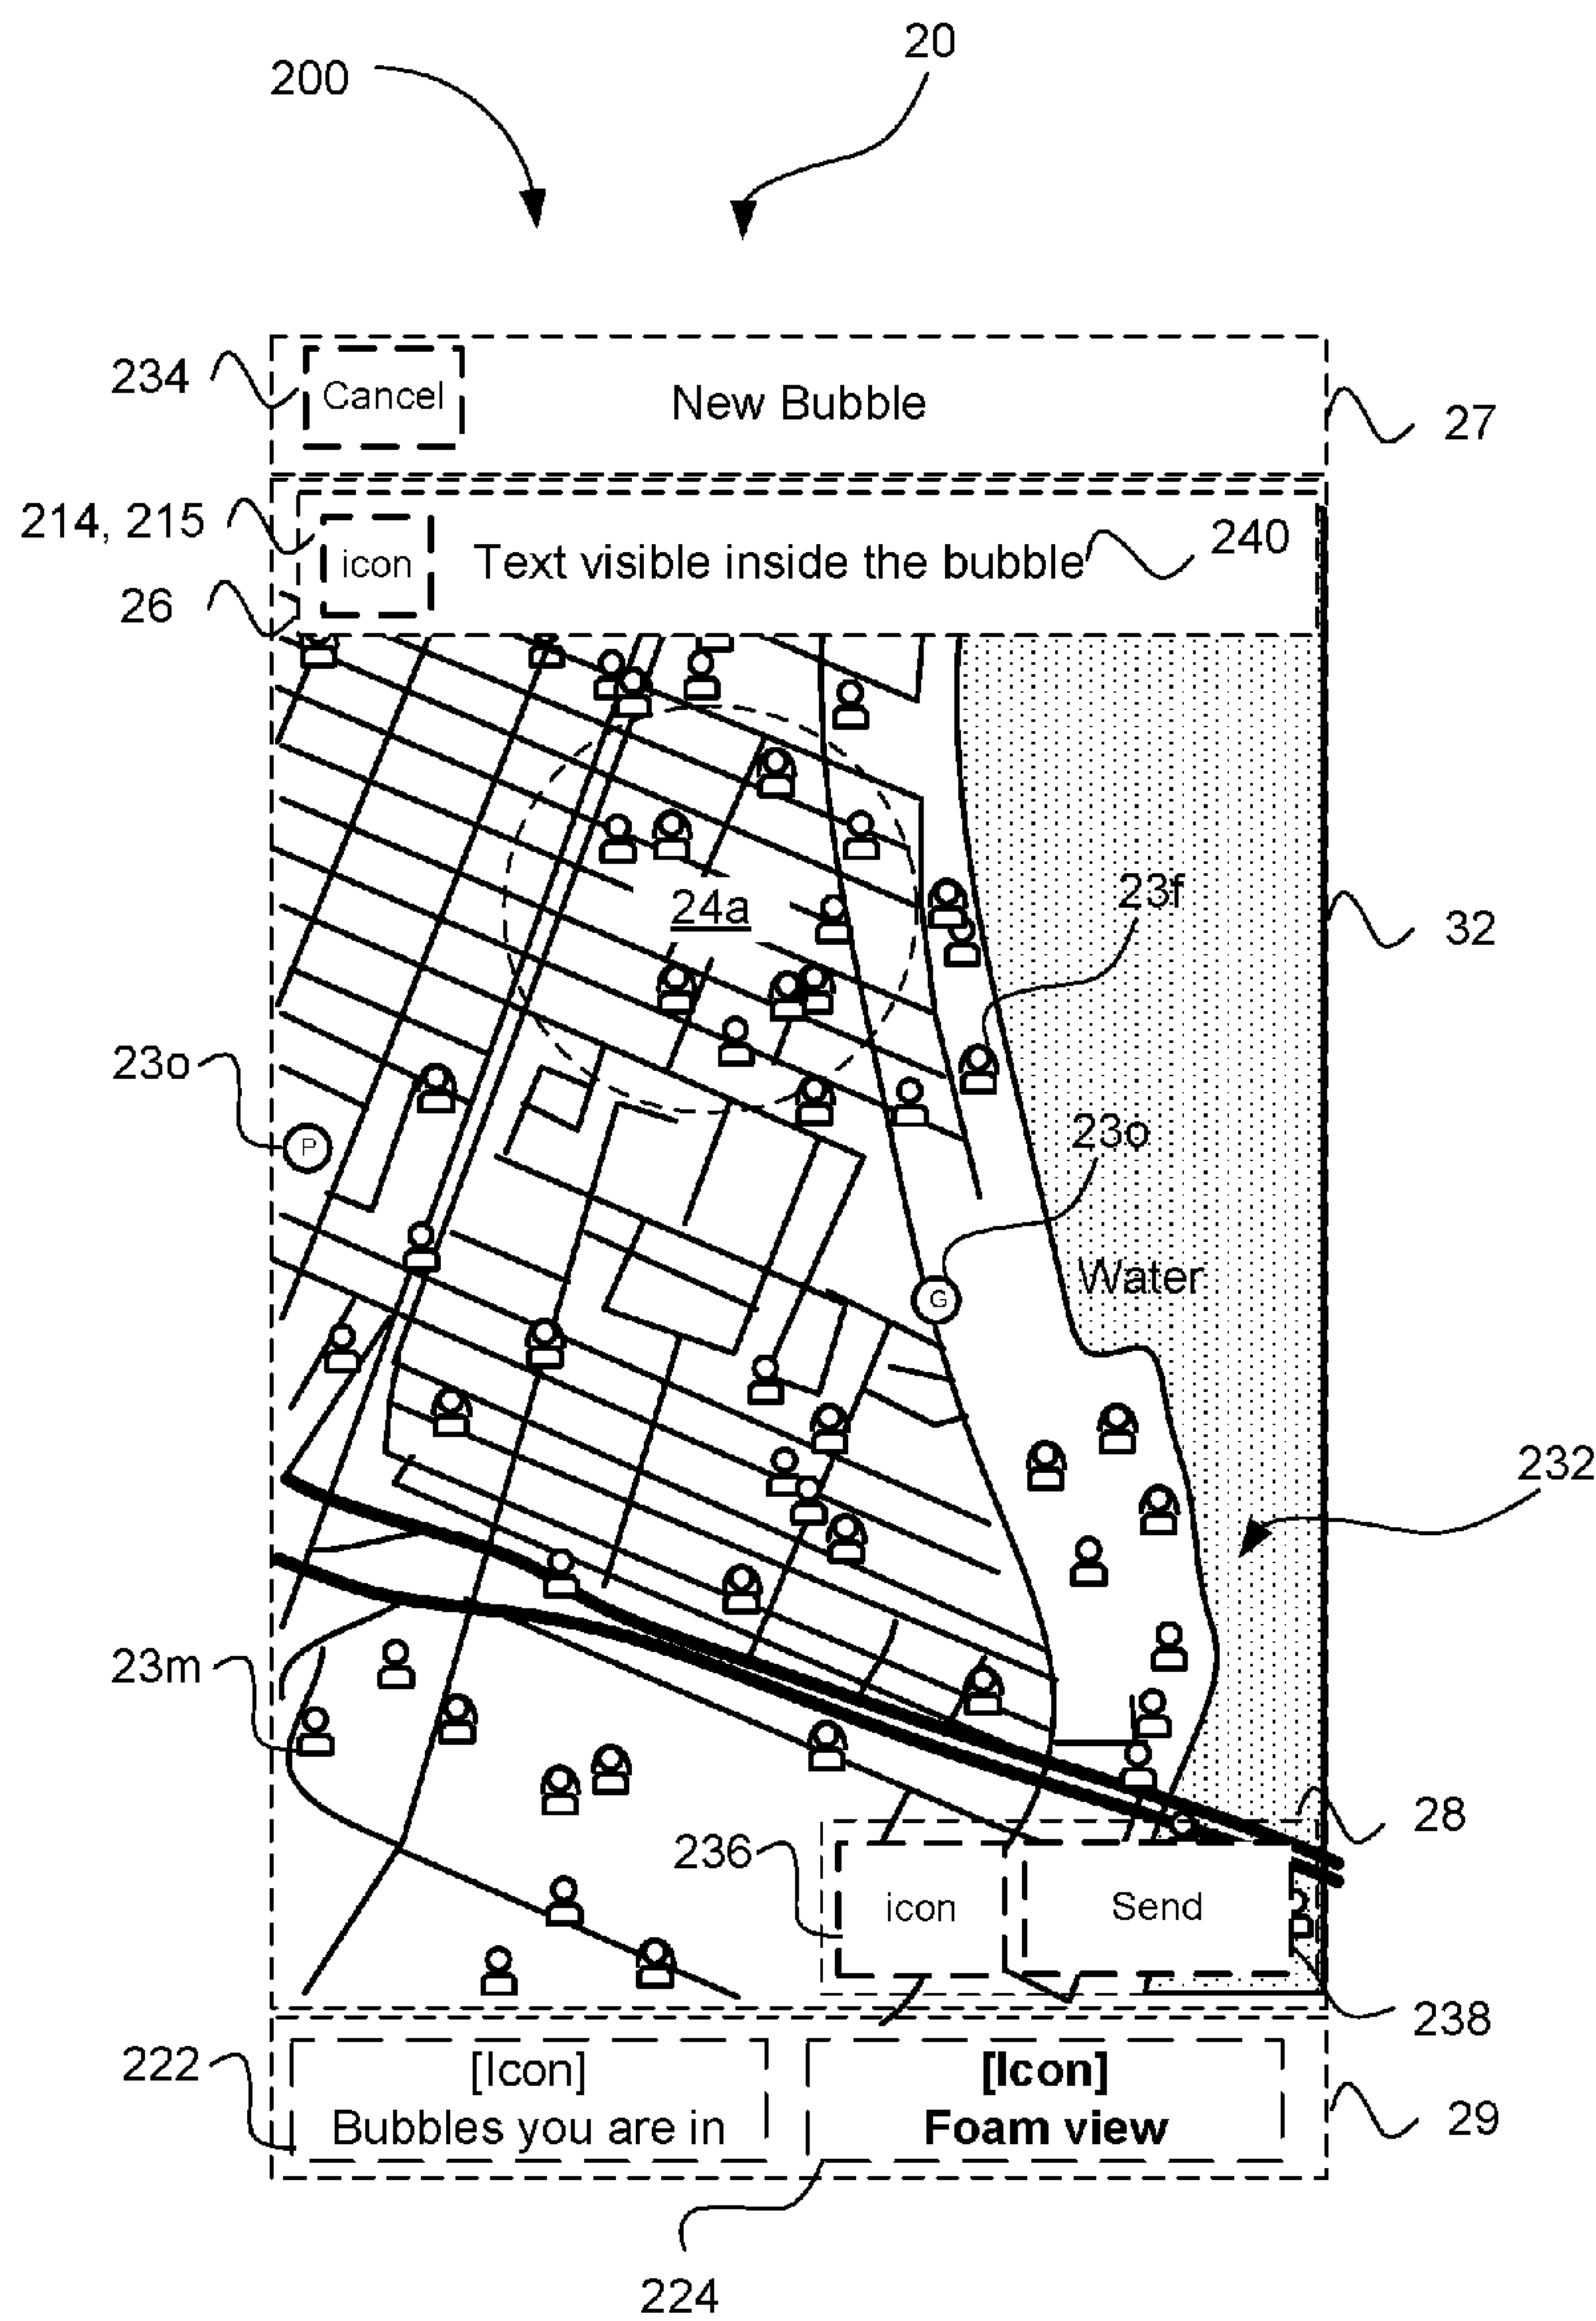 20
200
234
Cancel
New Bubble
27
214, 215
icon
Text visible inside the bubble
240
26
24a
23f
32
23o
P
23o
G
Water
232
23m
28
236
icon
Send
238
222
[Icon]
Bubbles you are in
[Icon]
Foam view
29
224